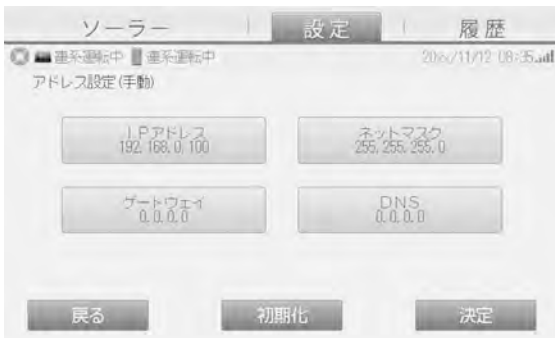 ソーラー 設定 履歴
連系運転中 連系運転中 20××/11/12 08:35
アドレス設定(手動)
I.Pアドレス ネットマスク
192.168.0.100 255.255.255.0
ゲートウェイ DNS
0.0.0.0 0.0.0.0
戻る 初期化 決定